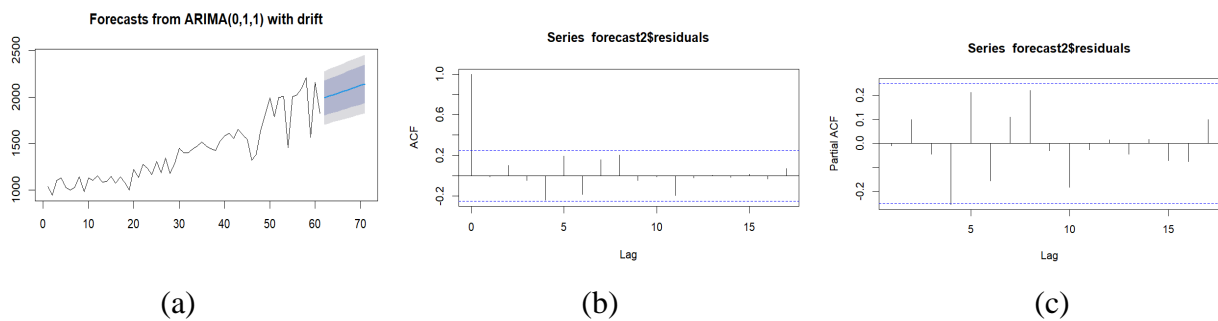 Forecasts from ARIMA(0,1,1) with drift
2500
2000
1500
1000
0 10 20 30 40 50 60 70
(a)
Series forecast2$residuals
ACF
1.0
0.6
0.2
-0.2
0 5 10 15
Lag
(b)
Series forecast2$residuals
Partial ACF
0.2
0.1
0.0
-0.2
5 10 15
Lag
(c)